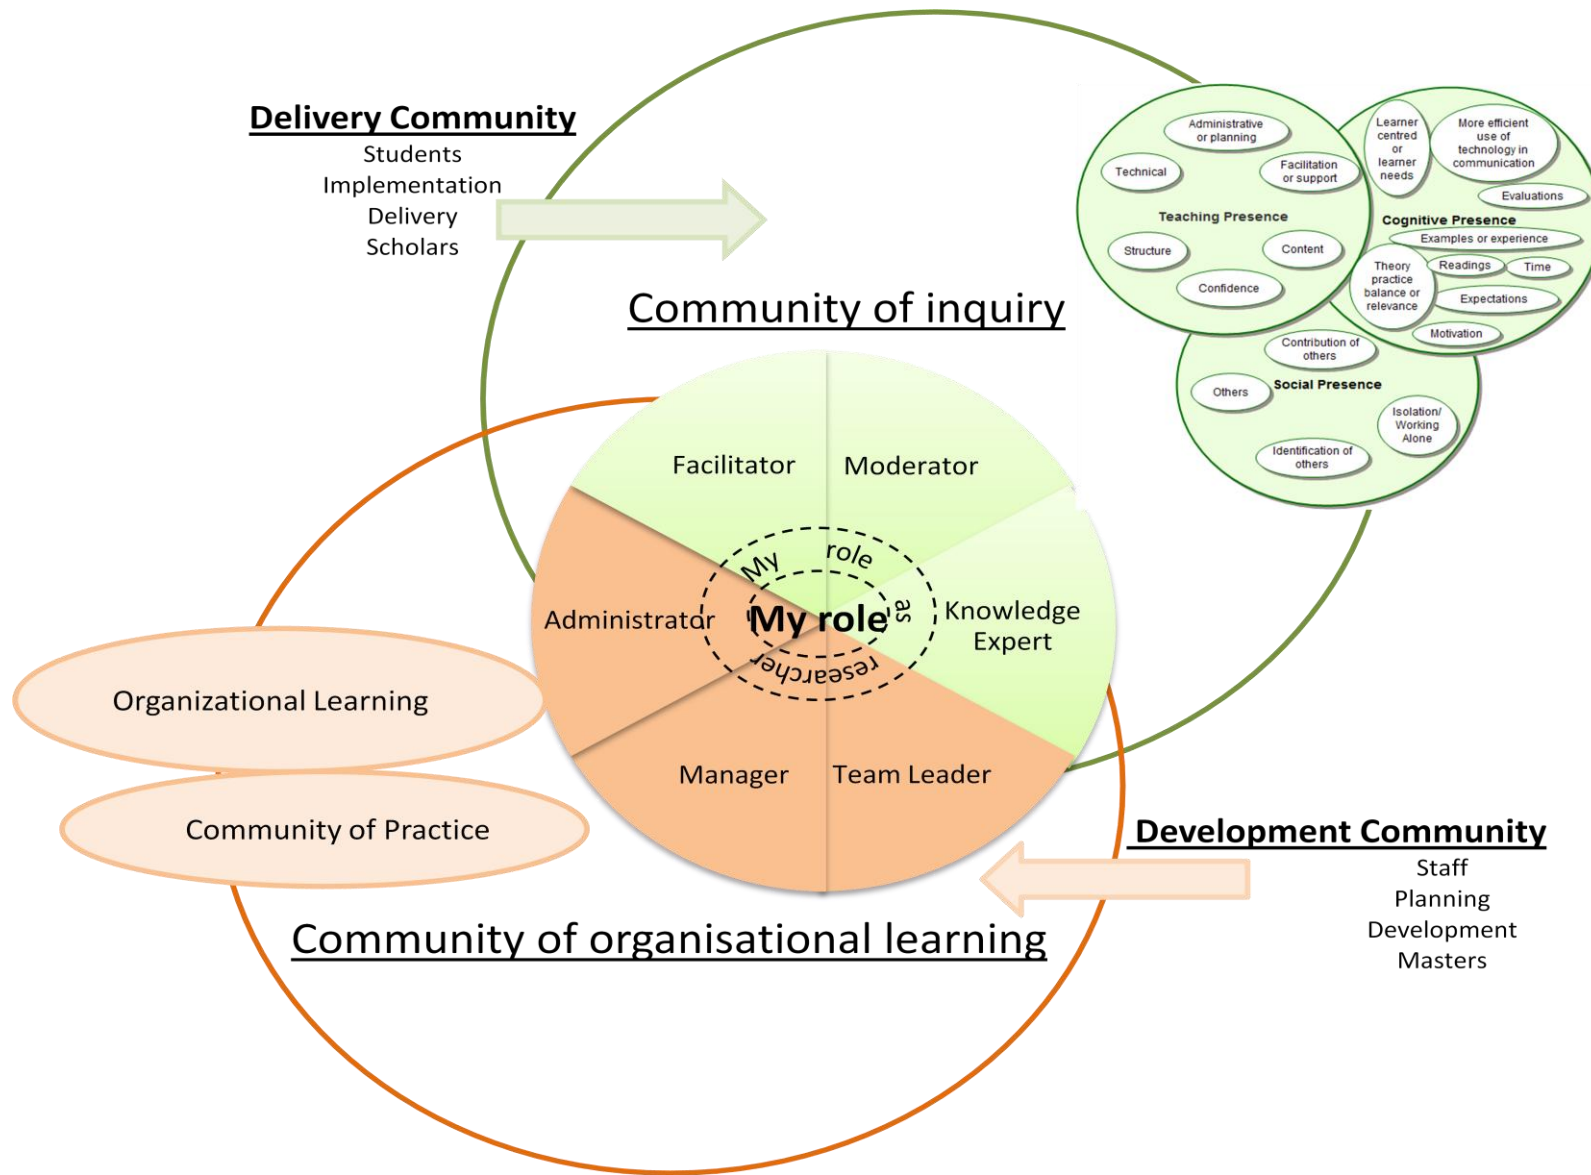 Delivery Community
Students
Implementation
Delivery
Scholars
Community of inquiry
Administrative
or planning
Technical
Facilitation
or support
Teaching Presence
Structure
Content
Confidence
Learner
centred
or
learner
needs
More efficient
use of
technology in
communication
Evaluations
Cognitive Presence
Examples or experience
Readings
Time
Theory
practice
balance or
relevance
Expectations
Motivation
Contribution of
others
Social Presence
Others
Isolation/
Working
Alone
Identification of
others
Facilitator
Moderator
Administrator
Knowledge
Expert
Manager
Team Leader
My role as researcher
My role
Organizational Learning
Community of Practice
Community of organisational learning
Development Community
Staff
Planning
Development
Masters